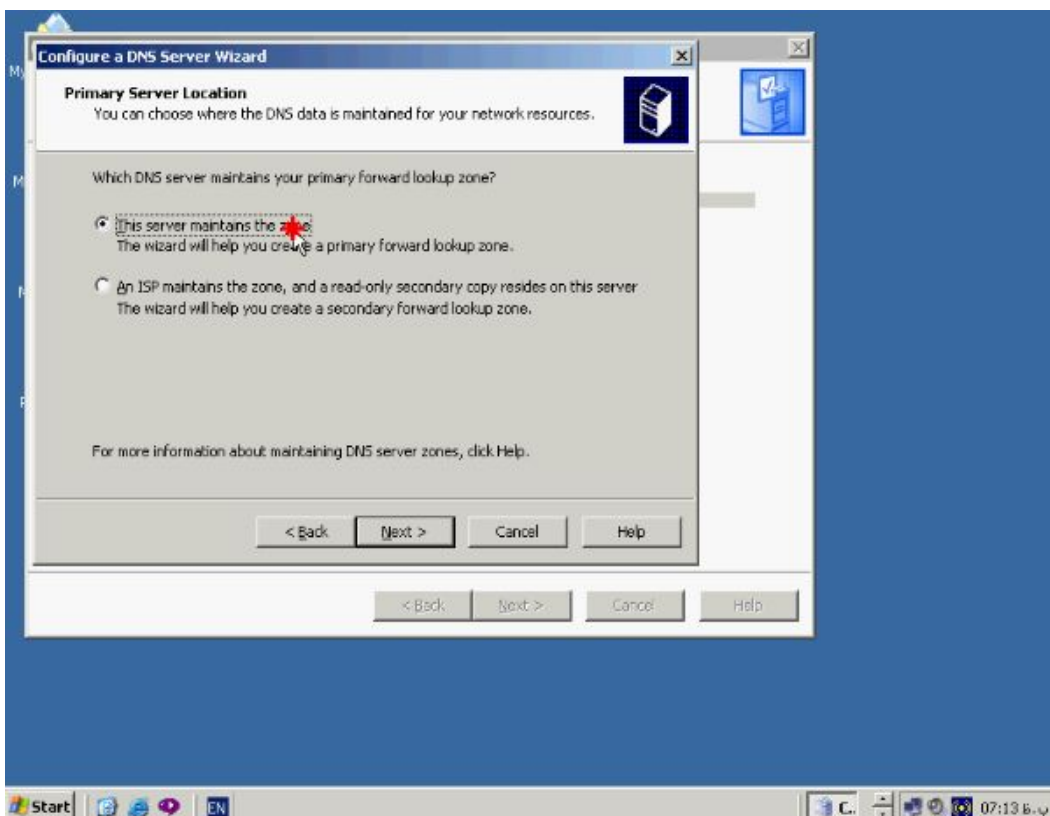 Configure a DNS Server Wizard
Primary Server Location
You can choose where the DNS data is maintained for your network resources.
Which DNS server maintains your primary forward lookup zone?
This server maintains the zone
The wizard will help you create a primary forward lookup zone.
An ISP maintains the zone, and a read-only secondary copy resides on this server
The wizard will help you create a secondary forward lookup zone.
For more information about maintaining DNS server zones, click Help.
< Back Next > Cancel Help
< Back Next > Cancel Help
Start EN C. 07:13 ب.ظ